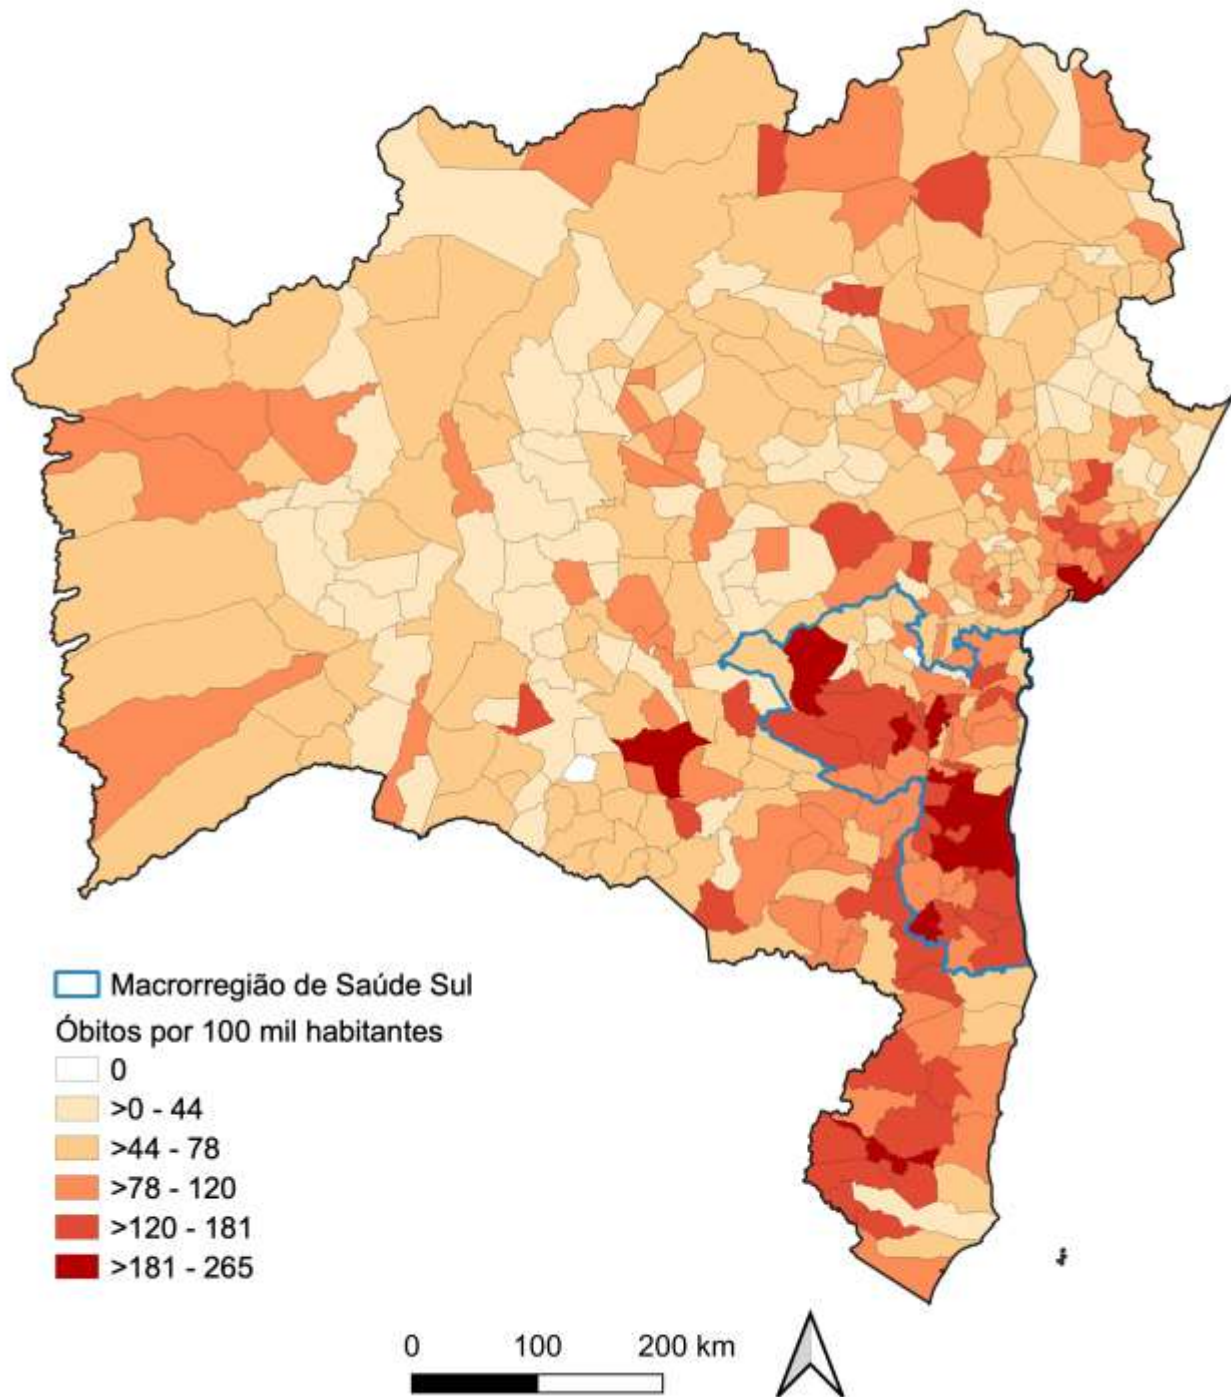 Macrorregião de Saúde Sul
Óbitos por 100 mil habitantes
0
>0 - 44
>44 - 78
>78 - 120
>120 - 181
>181 - 265
0 100 200 km